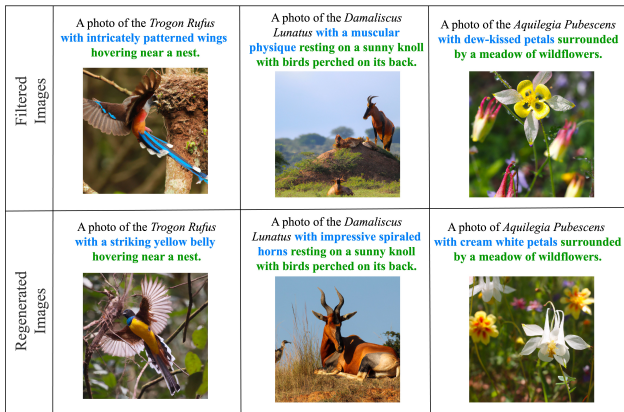 Filtered
Images
A photo of the Trogon Rufus
with intricately patterned wings
hovering near a nest.
A photo of the Damaliscus
Lunatus with a muscular
physique resting on a sunny knoll
with birds perched on its back.
A photo of the Aquilegia Pubescens
with dew-kissed petals surrounded
by a meadow of wildflowers.
Regenerated
Images
A photo of the Trogon Rufus
with a striking yellow belly
hovering near a nest.
A photo of the Damaliscus
Lunatus with impressive spiraled
horns resting on a sunny knoll
with birds perched on its back.
A photo of Aquilegia Pubescens
with cream white petals surrounded
by a meadow of wildflowers.